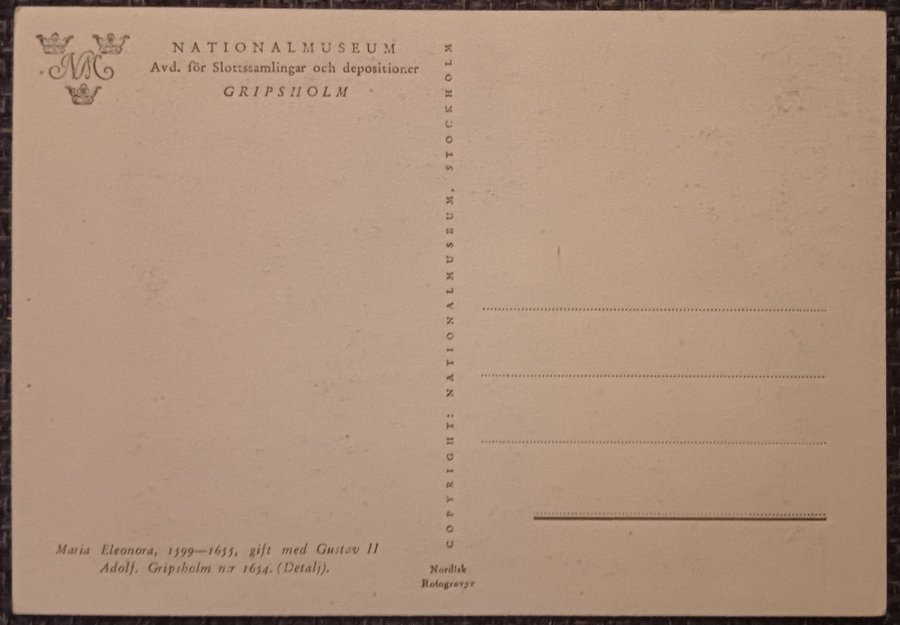 NM
NATIONALMUSEUM
Avd. för Slottssamlingar och depositioner
GRIPSHOLM
COPYRIGHT: NATIONALMUSEUM, STOCKHOLM
Maria Eleonora, 1599—1655, gift med Gustav II
Adolf. Gripsholm n:r 1654. (Detalj).
Nordisk
Rotogravyr